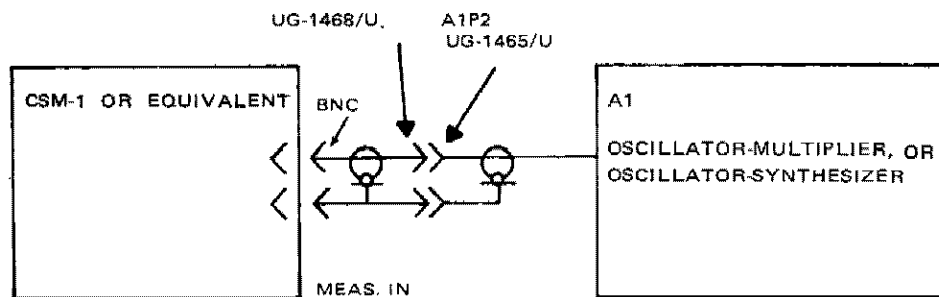 UG-1468/U. A1P2
UG-1465/U
CSM-1 OR EQUIVALENT
BNC
A1
OSCILLATOR-MULTIPLIER, OR
OSCILLATOR-SYNTHESIZER
MEAS. IN